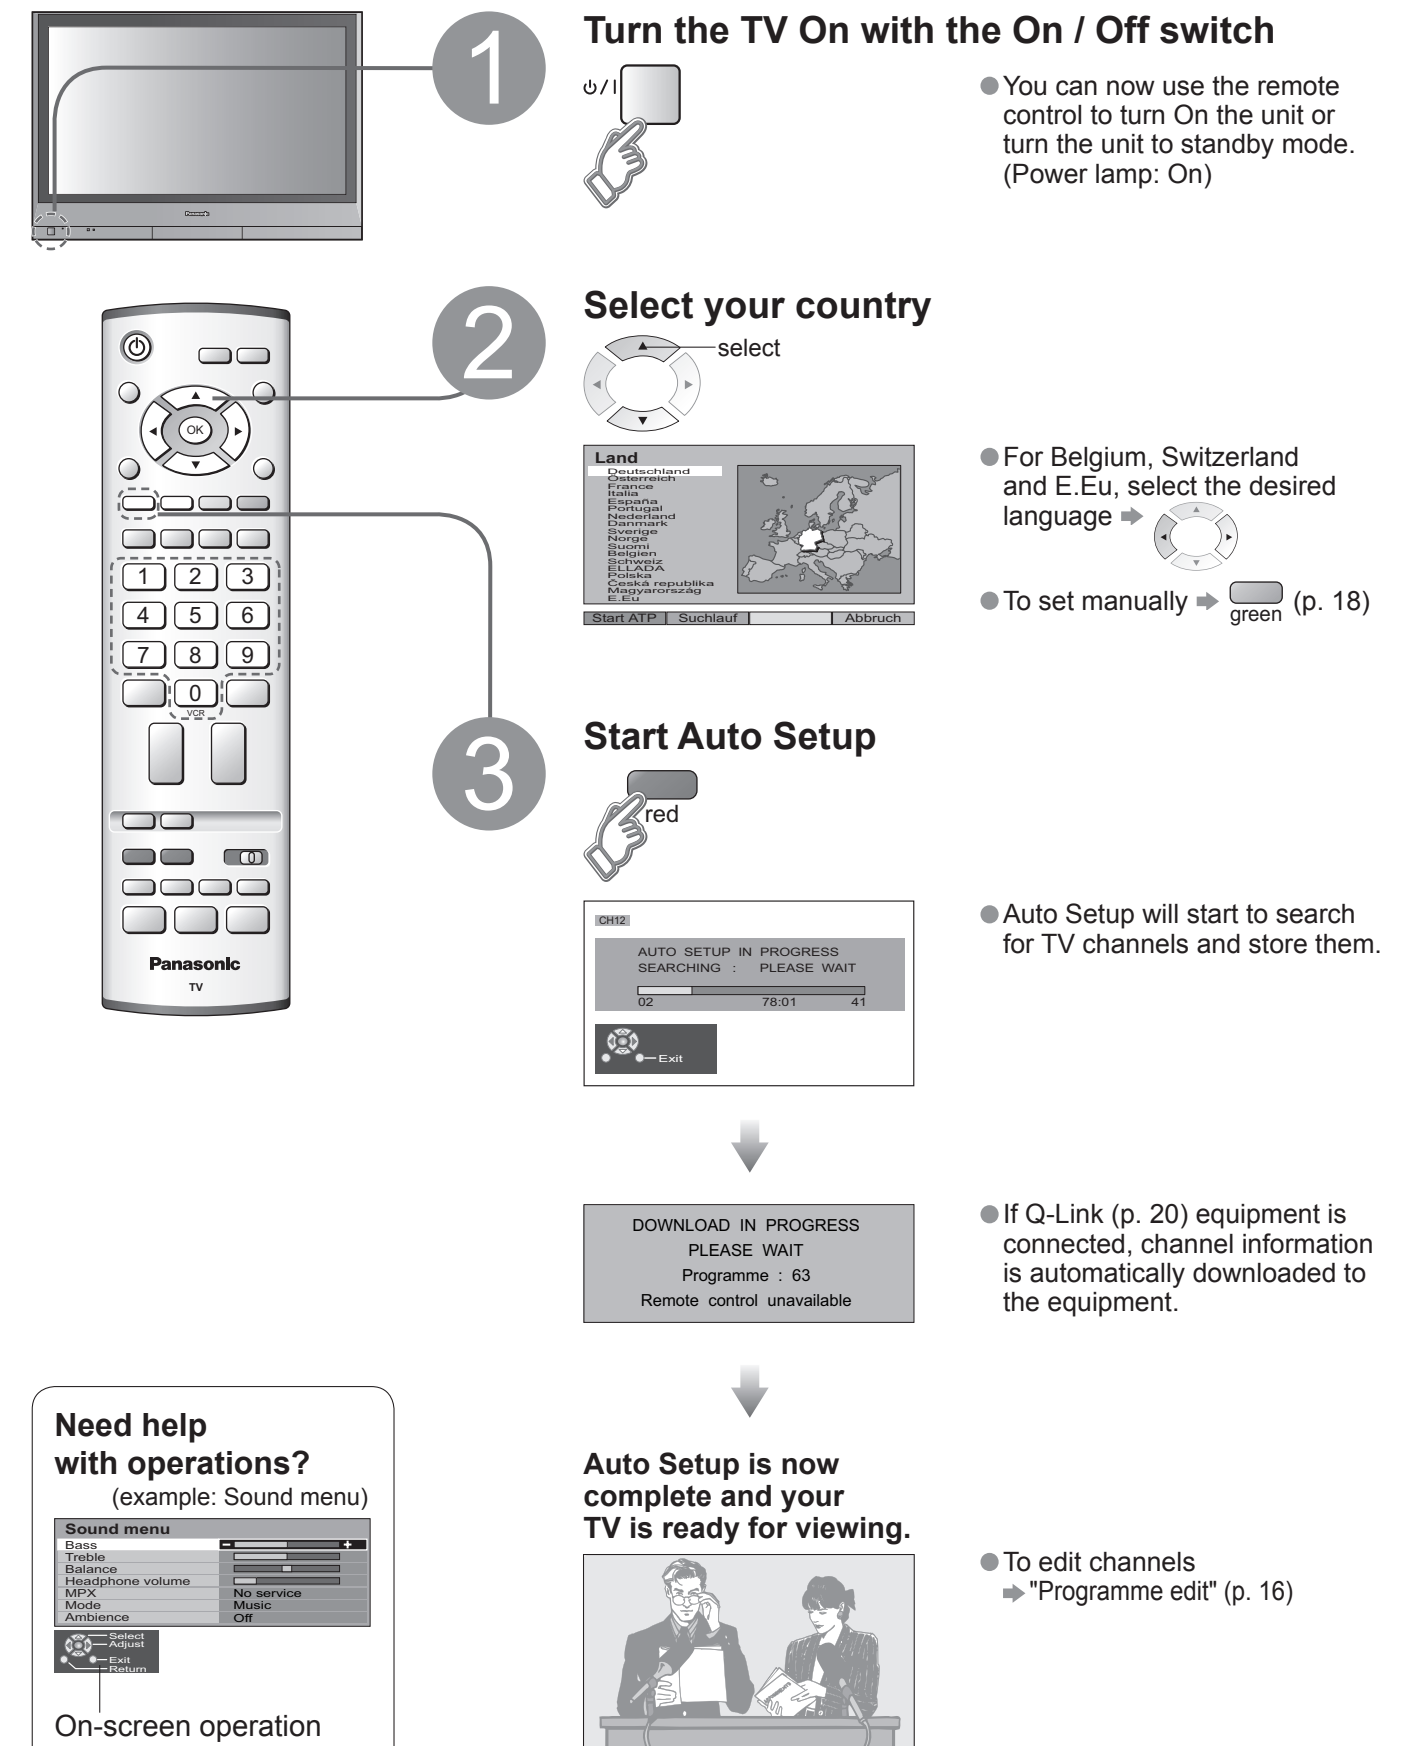 Turn the TV On with the On / Off switch
You can now use the remote
control to turn On the unit or
turn the unit to standby mode.
(Power lamp: On)
Panasonic
1
2
Select your country
select
Land
Deutschland
Österreich
France
Italia
España
Portugal
Nederland
Danmark
Sverige
Norge
Suomi
Belgien
Schweiz
ELLADA
Polska
Česká republika
Magyarország
E.Eu
Start ATP
Suchlauf
Abbruch
For Belgium, Switzerland
and E.Eu, select the desired
language
To set manually
green
(p. 18)
OK
1 2 3
4 5 6
7 8 9
0
VCR
Panasonic
TV
3
Start Auto Setup
red
CH12
AUTO SETUP IN PROGRESS
SEARCHING : PLEASE WAIT
02 78:01 41
Exit
Auto Setup will start to search
for TV channels and store them.
DOWNLOAD IN PROGRESS
PLEASE WAIT
Programme : 63
Remote control unavailable
If Q-Link (p. 20) equipment is
connected, channel information
is automatically downloaded to
the equipment.
Need help
with operations?
(example: Sound menu)
Sound menu
Bass
Treble
Balance
Headphone volume
MPX No service
Mode Music
Ambience Off
Select
Adjust
Exit
Return
On-screen operation
Auto Setup is now
complete and your
TV is ready for viewing.
To edit channels
"Programme edit" (p. 16)